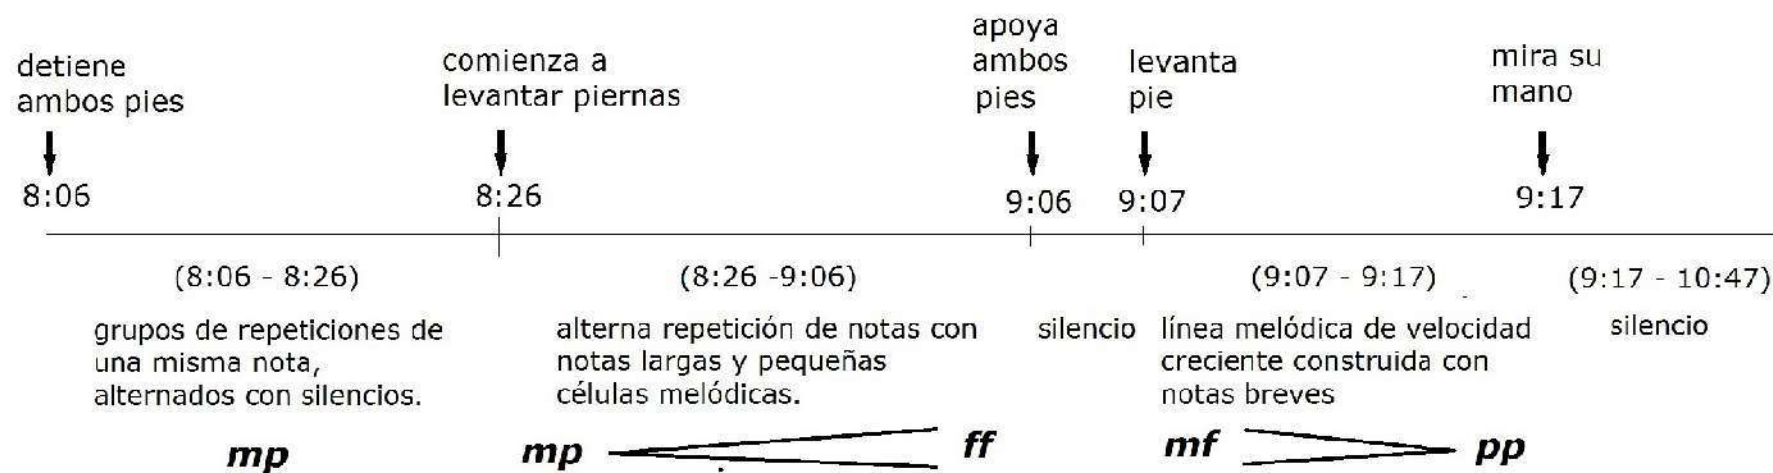 detiene
ambos pies
comienza a
levantar piernas
apoya
ambos
pies
levanta
pie
mira su
mano
8:06
8:26
9:06
9:07
9:17
(8:06 - 8:26)
(8:26 -9:06)
(9:07 - 9:17)
(9:17 - 10:47)
grupos de repeticiones de
una misma nota,
alternados con silencios.
alterna repetición de notas con
notas largas y pequeñas
células melódicas.
silencio
línea melódica de velocidad
creciente construida con
notas breves
silencio
mp
mp
ff
mf
pp